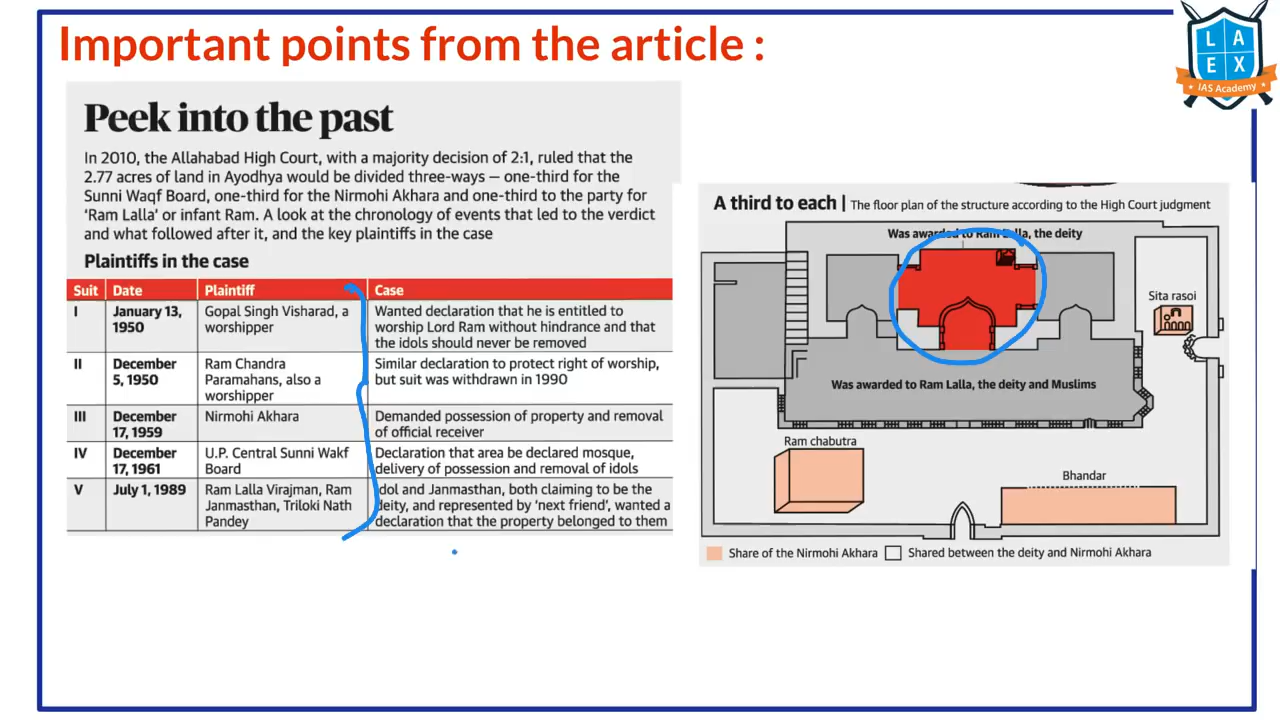 Important points from the article :
L A
E X
IAS Academy
Peek into the past
In 2010, the Allahabad High Court, with a majority decision of 2:1, ruled that the
2.77 acres of land in Ayodhya would be divided three-ways — one-third for the
Sunni Waqf Board, one-third for the Nirmohi Akhara and one-third to the party for
‘Ram Lalla’ or infant Ram. A look at the chronology of events that led to the verdict
and what followed after it, and the key plaintiffs in the case
Plaintiffs in the case
Suit Date Plaintiff Case
I January 13, Gopal Singh Visharad, a Wanted declaration that he is entitled to
1950 worshipper worship Lord Ram without hindrance and that
the idols should never be removed
II December Ram Chandra Similar declaration to protect right of worship,
5, 1950 Paramahans, also a but suit was withdrawn in 1990
worshipper
III December Nirmohi Akhara Demanded possession of property and removal
17, 1959 of official receiver
IV December U.P. Central Sunni Wakf Declaration that area be declared mosque,
17, 1961 Board delivery of possession and removal of idols
V July 1, 1989 Ram Lalla Virajman, Ram Idol and Janmasthan, both claiming to be the
Janmasthan, Triloki Nath deity, and represented by ‘next friend’, wanted a
Pandey declaration that the property belonged to them
A third to each | The floor plan of the structure according to the High Court judgment
Was awarded to Ram Lalla, the deity
Sita rasoi
Was awarded to Ram Lalla, the deity and Muslims
Ram chabutra
Bhandar
Share of the Nirmohi Akhara Shared between the deity and Nirmohi Akhara